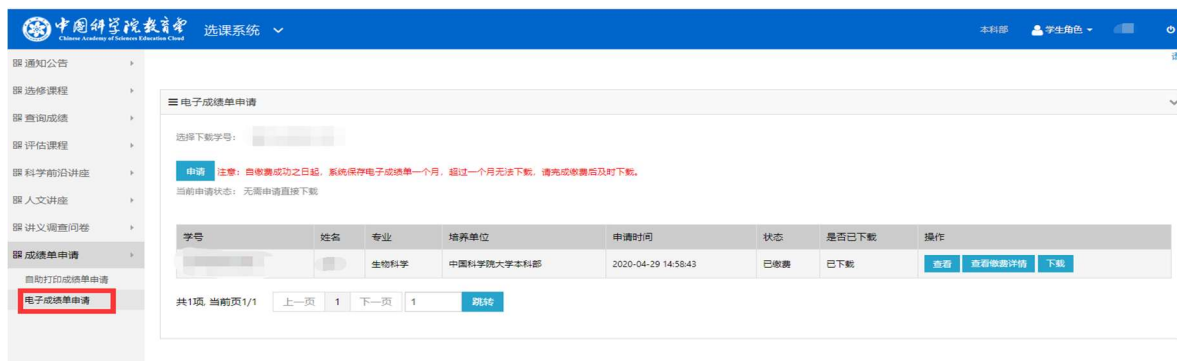 中国科学院教育云
Chinese Academy of Sciences Education Cloud
选课系统
本科部
学生角色
通知公告
选修课程
查询成绩
评估课程
科学前沿讲座
人文讲座
讲义调查问卷
成绩单申请
自助打印成绩单申请
电子成绩单申请
电子成绩单申请
选择下载学号：
申请 注意：自缴费成功之日起，系统保存电子成绩单一个月，超过一个月无法下载，请完成缴费后及时下载。
当前申请状态： 无需申请直接下载
学号 姓名 专业 培养单位 申请时间 状态 是否已下载 操作
生物科学 中国科学院大学本科部 2020-04-29 14:58:43 已缴费 已下载 查看 查看缴费详情 下载
共1项, 当前页1/1 上一页 1 下一页 1 跳转